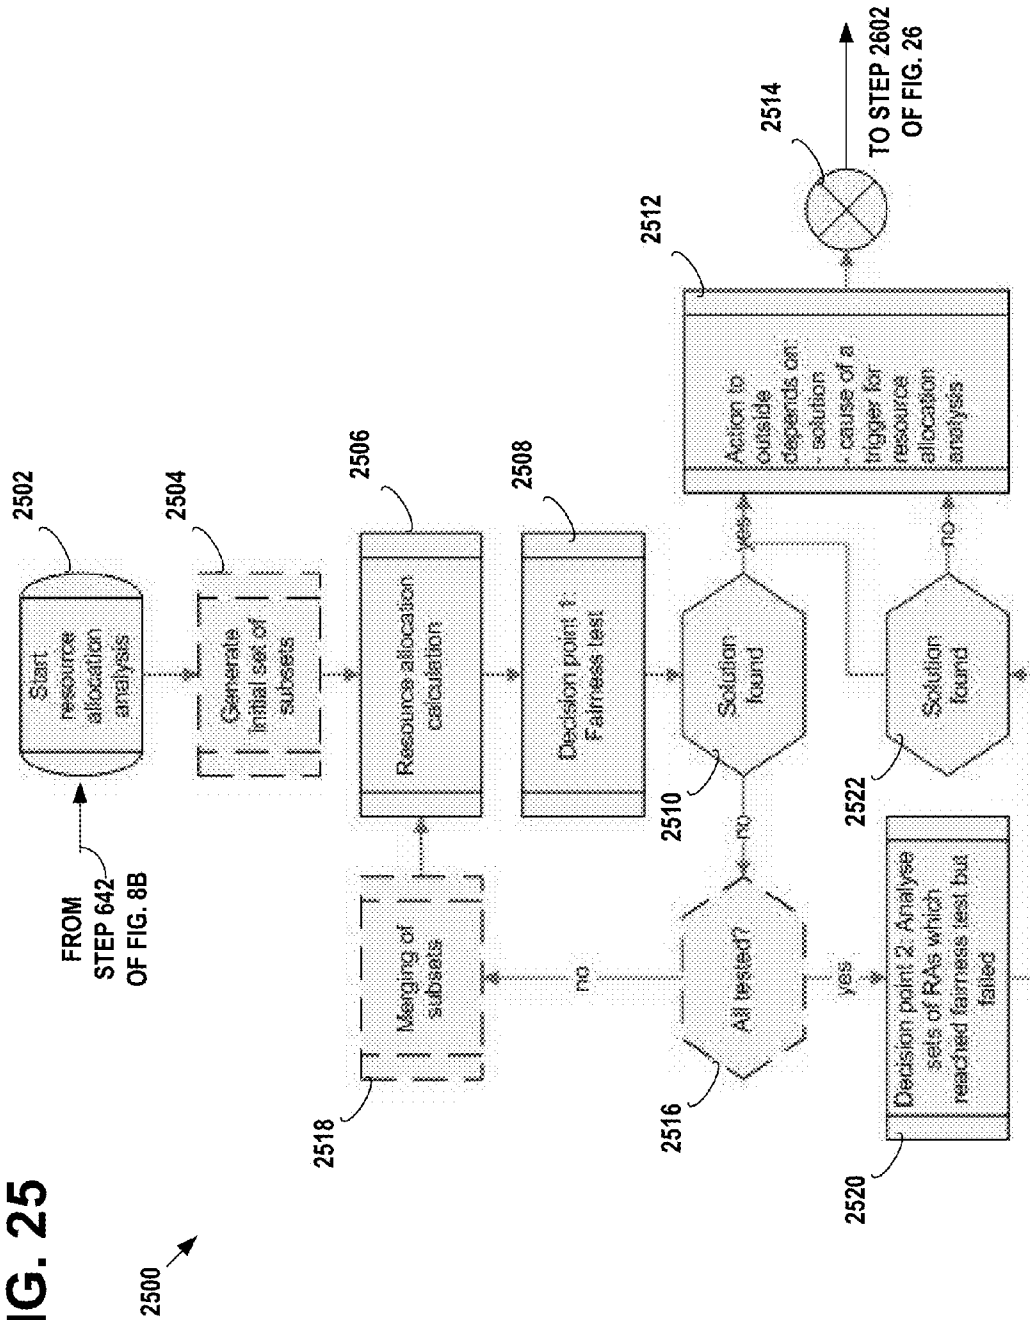 IG. 25
2500
FROM
STEP 642
OF FIG. 8B
2502
Start
resource
allocation
analysis
2504
Generate
initial set of
subsets
2506
Resource allocation
calculation
2518
Merging of
subsets
2508
Decision point 1:
Fairness test
2510
Solution
found
yes
no
2516
All tested?
no
yes
2512
Action to
outside
depends on:
- solution
- cause of a
trigger for
resource
allocation
analysis
2514
TO STEP 2602
OF FIG. 26
2520
Decision point 2: Analyse
sets of RAs which
reached fairness test but
failed
2522
Solution
found
no